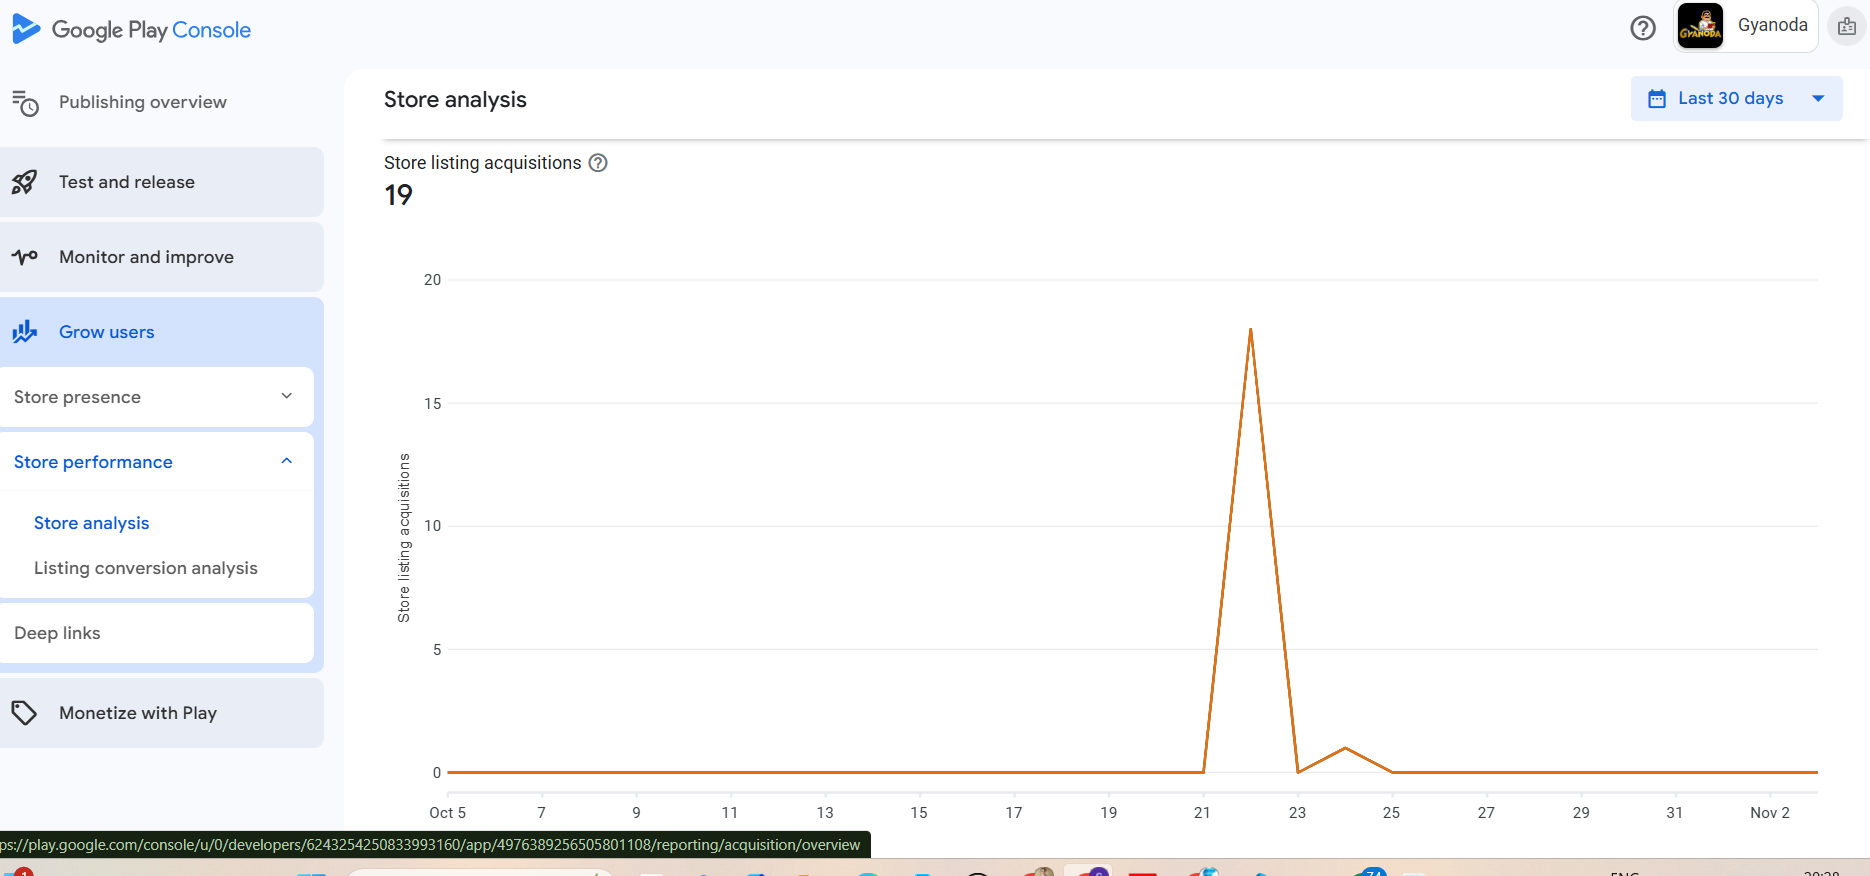 Google Play Console
GYANODA
Gyanoda
Publishing overview
Test and release
Monitor and improve
Grow users
Store presence
Store performance
Store analysis
Listing conversion analysis
Deep links
Monetize with Play
Store analysis
Last 30 days
Store listing acquisitions
19
Store listing acquisitions
20
15
10
5
0
Oct 5 7 9 11 13 15 17 19 21 23 25 27 29 31 Nov 2
ps://play.google.com/console/u/0/developers/6243254250833993160/app/4976389256505801108/reporting/acquisition/overview
1
74